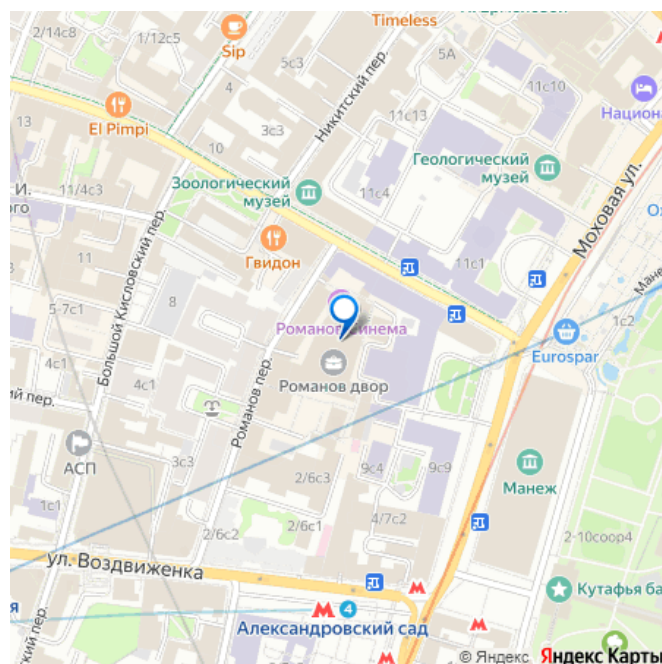 2/14с8
1/12с5
Timeless
Sip
5с3
Никитский пер.
5А
11с10
4
11с13
Национа
13
El Pimpi
3с3
10
Геологический
музей
Моховая ул.
Зоологический
музей
11с4
И.
11/4с3
ого
Большой Кисловский пер.
Гвидон
11с1
11
5-7с1
8
Романов Синема
1с2
Eurospar
4с1
4с1
Романов двор
Романов пер.
АСП
3с3
9с4
9с9
Манеж
2/6с3
1с1
4/7с2
2/6с1
2/6с2
2-10соор4
ул. Воздвиженка
Кутафья ба
4
Александровский сад
© Яндекс Яндекс Карты